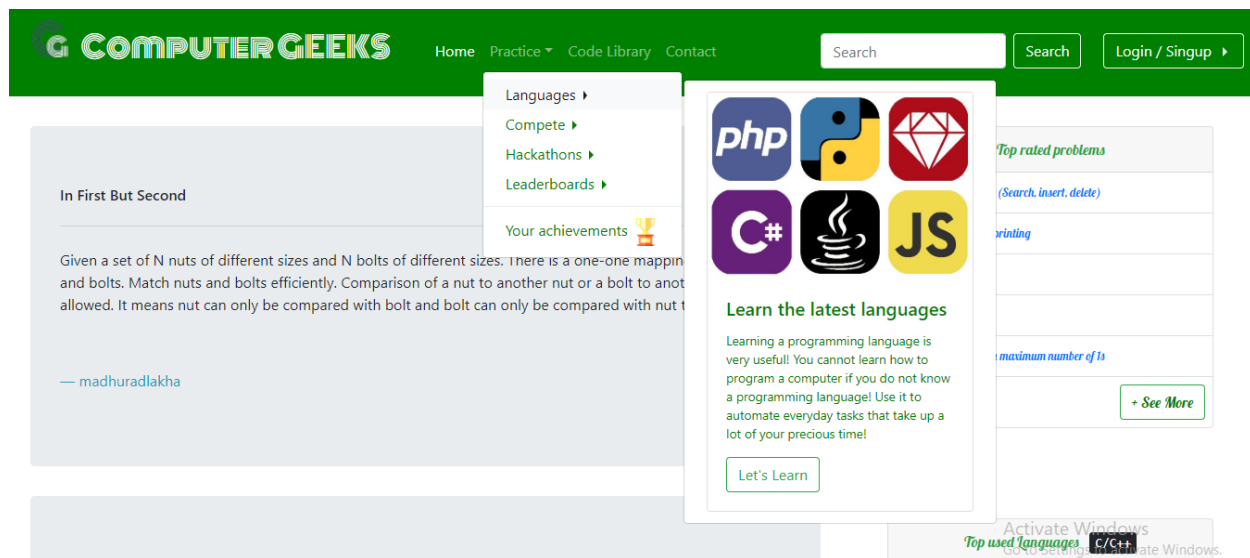 G COMPUTER GEEKS
Home Practice Code Library Contact
Search
Search
Login / Singup
Languages
Compete
Hackathons
Leaderboards
Your achievements
php
C#
JS
Learn the latest languages
Learning a programming language is
very useful! You cannot learn how to
program a computer if you do not know
a programming language! Use it to
automate everyday tasks that take up a
lot of your precious time!
Let's Learn
In First But Second
Given a set of N nuts of different sizes and N bolts of different sizes. There is a one-one mappin
and bolts. Match nuts and bolts efficiently. Comparison of a nut to another nut or a bolt to anot
allowed. It means nut can only be compared with bolt and bolt can only be compared with nut t
— madhuradlakha
Top rated problems
(Search, insert, delete)
printing
maximum number of 1s
+ See More
Top used Languages C/C++
Activate Windows
Go to Settings to activate Windows.